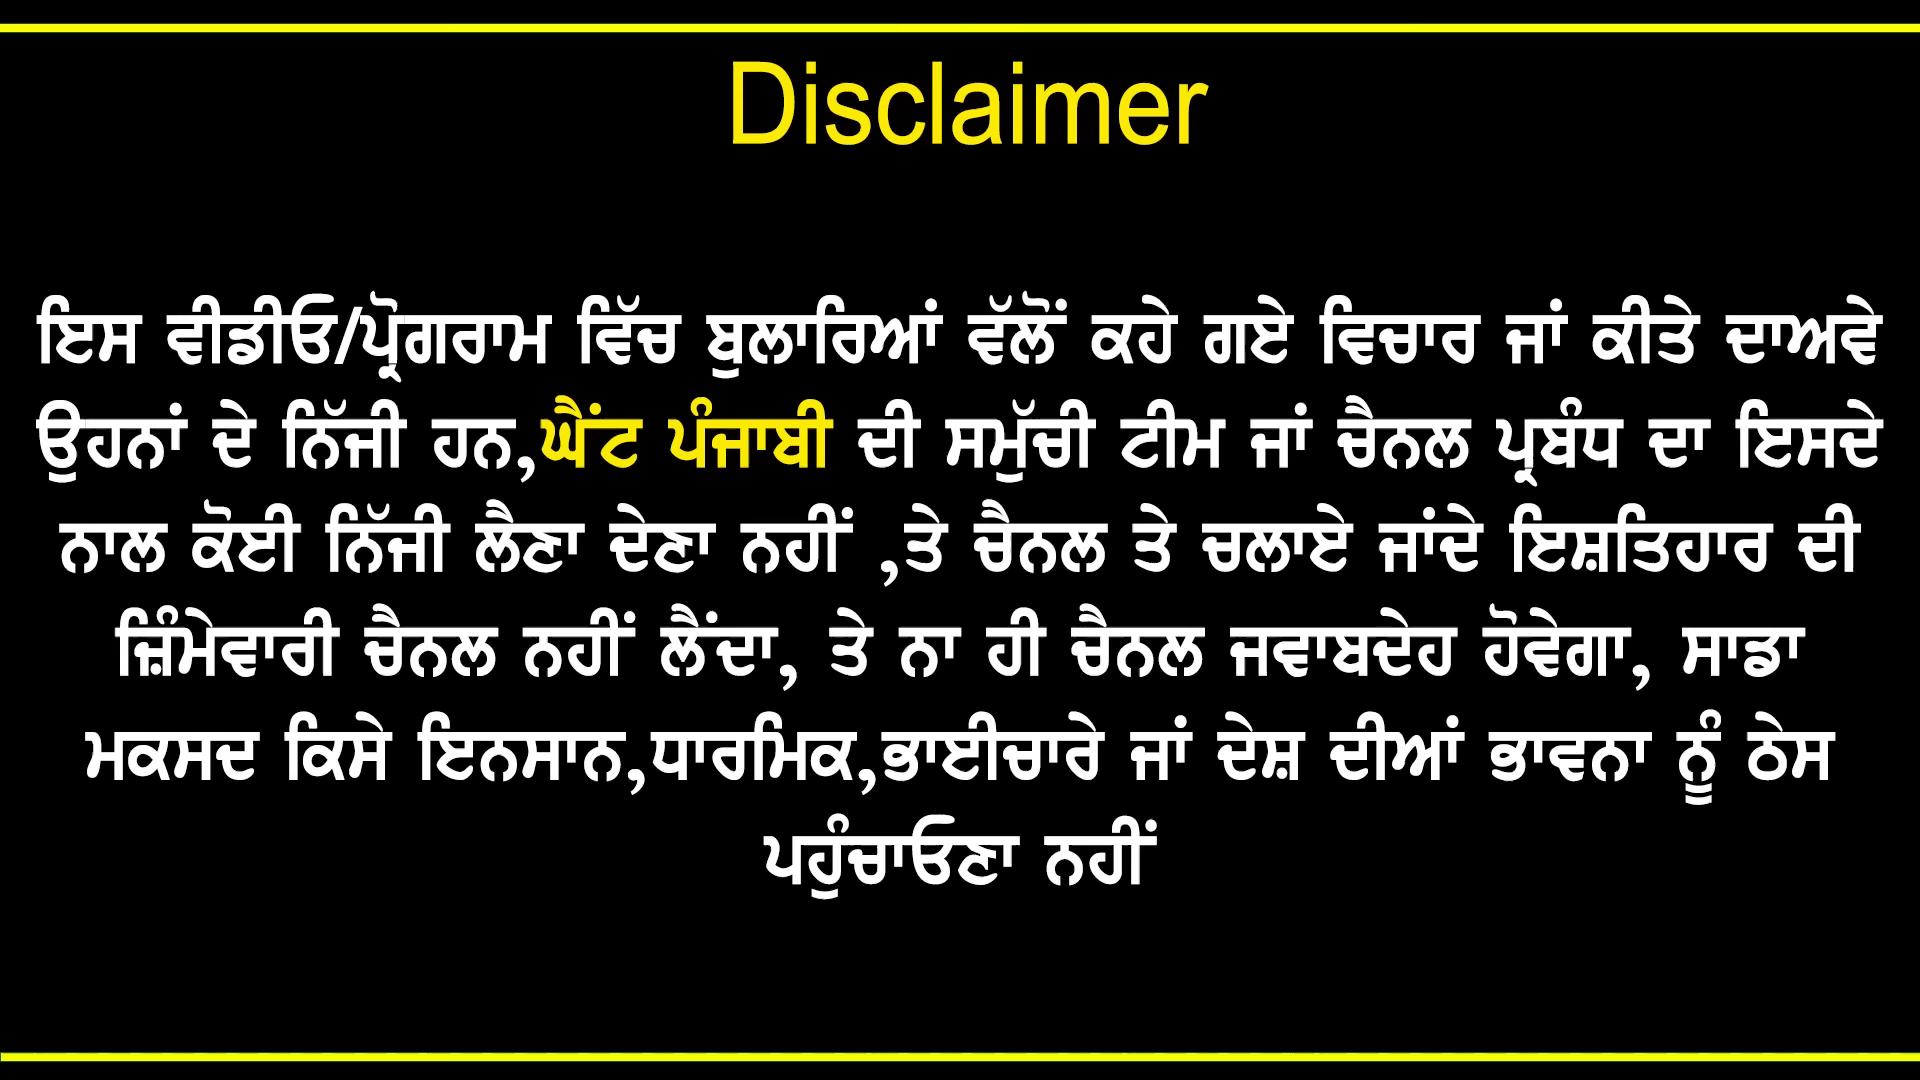 Disclaimer
ਇਸ ਵੀਡੀਓ/ਪ੍ਰੋਗਰਾਮ ਵਿੱਚ ਬੁਲਾਰਿਆਂ ਵੱਲੋਂ ਕਹੇ ਗਏ ਵਿਚਾਰ ਜਾਂ ਕੀਤੇ ਦਾਅਵੇ
ਉਹਨਾਂ ਦੇ ਨਿੱਜੀ ਹਨ,ਘੈਂਟ ਪੰਜਾਬੀ ਦੀ ਸਮੁੱਚੀ ਟੀਮ ਜਾਂ ਚੈਨਲ ਪ੍ਰਬੰਧ ਦਾ ਇਸਦੇ
ਨਾਲ ਕੋਈ ਨਿੱਜੀ ਲੈਣਾ ਦੇਣਾ ਨਹੀਂ ,ਤੇ ਚੈਨਲ ਤੇ ਚਲਾਏ ਜਾਂਦੇ ਇਸ਼ਤਿਹਾਰ ਦੀ
ਜ਼ਿੰਮੇਵਾਰੀ ਚੈਨਲ ਨਹੀਂ ਲੈਂਦਾ, ਤੇ ਨਾ ਹੀ ਚੈਨਲ ਜਵਾਬਦੇਹ ਹੋਵੇਗਾ, ਸਾਡਾ
ਮਕਸਦ ਕਿਸੇ ਇਨਸਾਨ,ਧਾਰਮਿਕ,ਭਾਈਚਾਰੇ ਜਾਂ ਦੇਸ਼ ਦੀਆਂ ਭਾਵਨਾ ਨੂੰ ਠੇਸ
ਪਹੁੰਚਾਓਣਾ ਨਹੀਂ